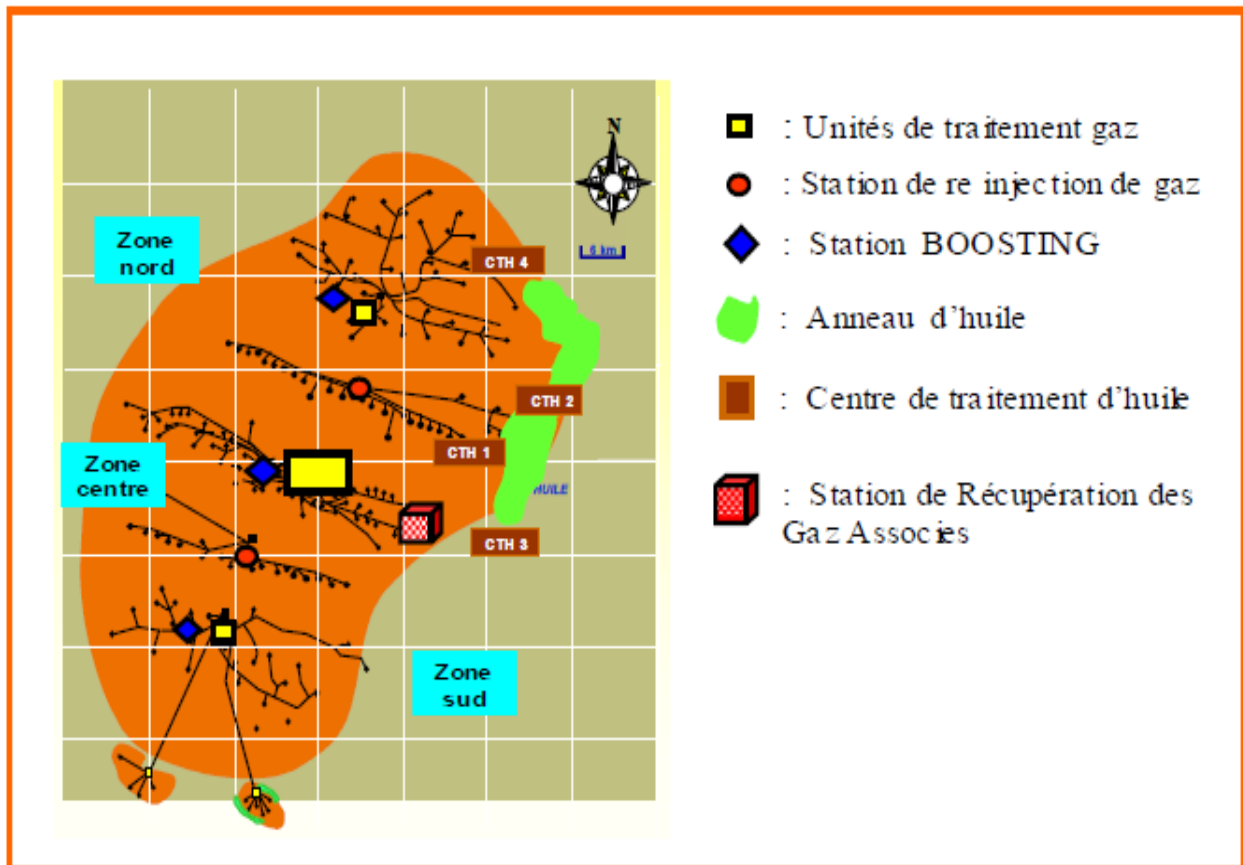 N
Zone
nord
6 km
CTH 4
CTH 2
CTH 1
Zone
centre
HUILE
CTH 3
Zone
sud
: Unités de traitement gaz
: Station de re injection de gaz
: Station BOOSTING
: Anneau d'huile
: Centre de traitement d'huile
: Station de Récupération des
Gaz Associes